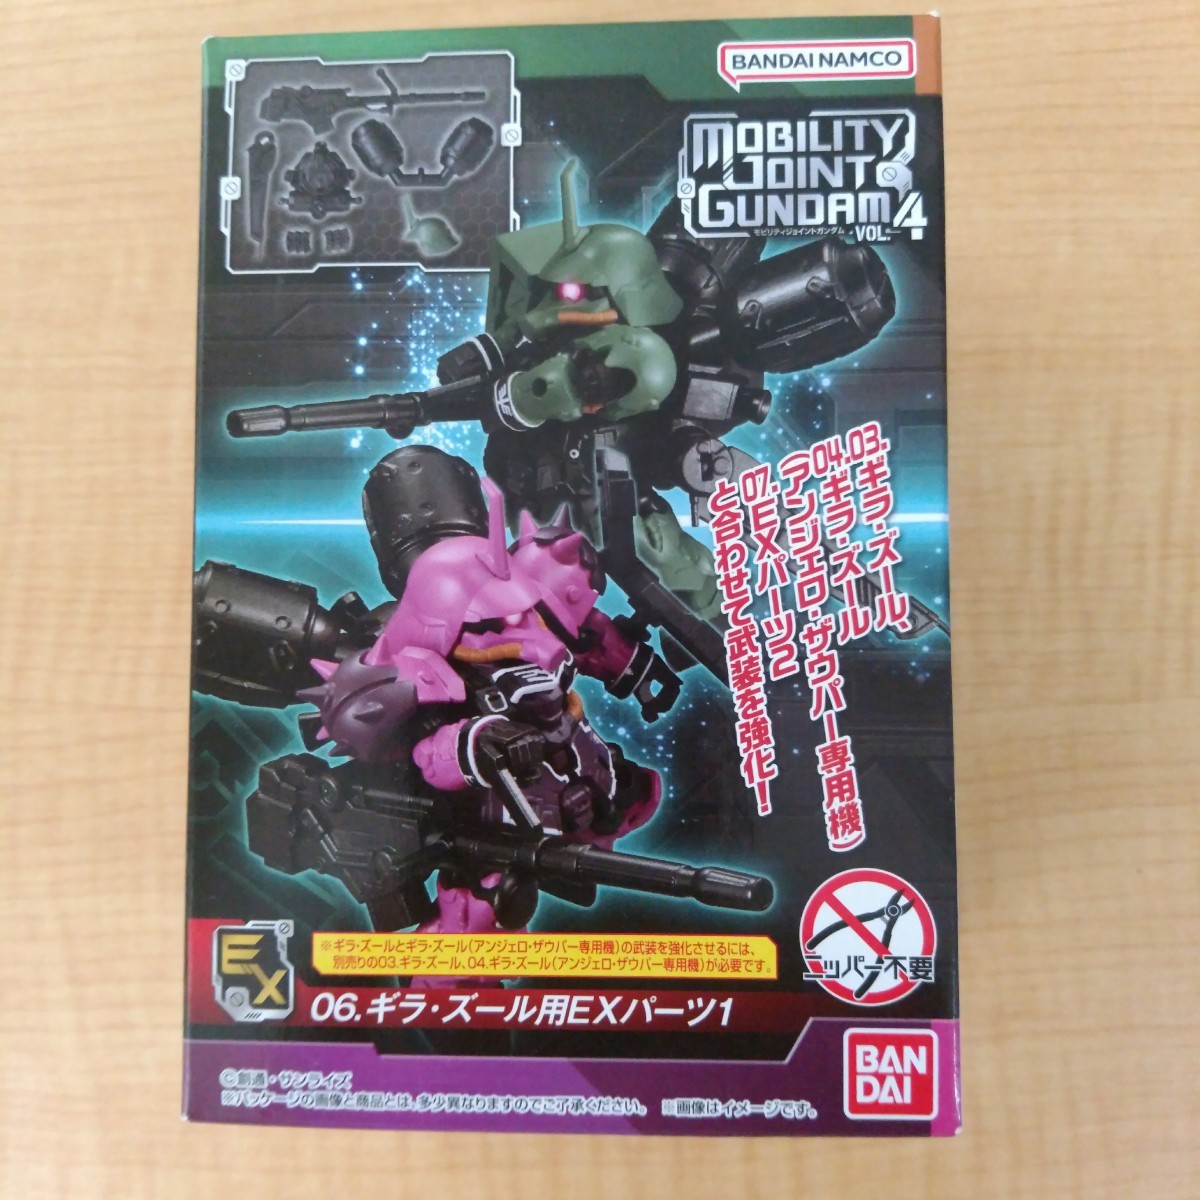 BANDAI NAMCO
MOBILITY
JOINT
GUNDAM
モビリティジョイントガンダム
VOL.4
03.ギラ・ズール、
04.ギラ・ズール
(アンジェロ・ザウパー専用機)
07.EXパーツ2
と合わせて武装を強化!
ニッパー不要
EX
※ギラ・ズールとギラ・ズール(アンジェロ・ザウパー専用機)の武装を強化させるには、
別売りの03.ギラ・ズール、04.ギラ・ズール(アンジェロ・ザウパー専用機)が必要です。
06.ギラ・ズール用EXパーツ1
©創通・サンライズ
※パッケージの画像と商品とは、多少異なりますのでご了承ください。 ※画像はイメージです。
BAN
DAI